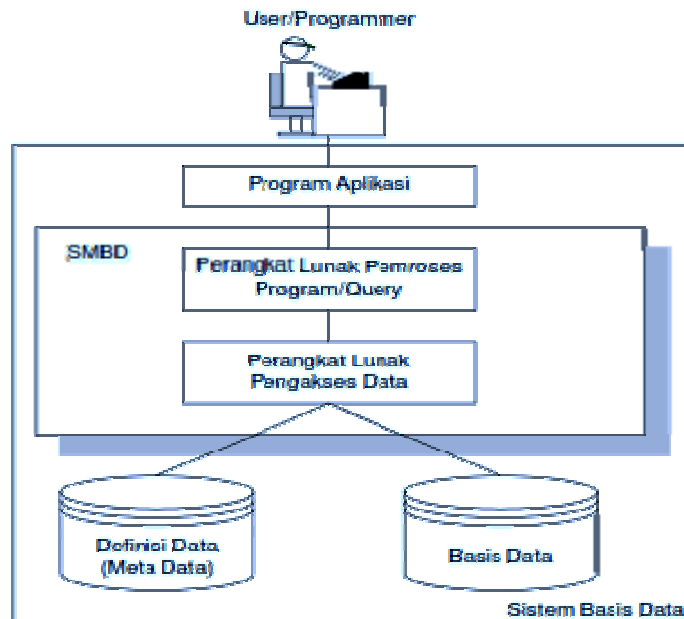 User/Programmer
Program Aplikasi
SMBD
Perangkat Lunak Pemroses
Program/Query
Perangkat Lunak
Pengakses Data
Definisi Data
(Meta Data)
Basis Data
Sistem Basis Data